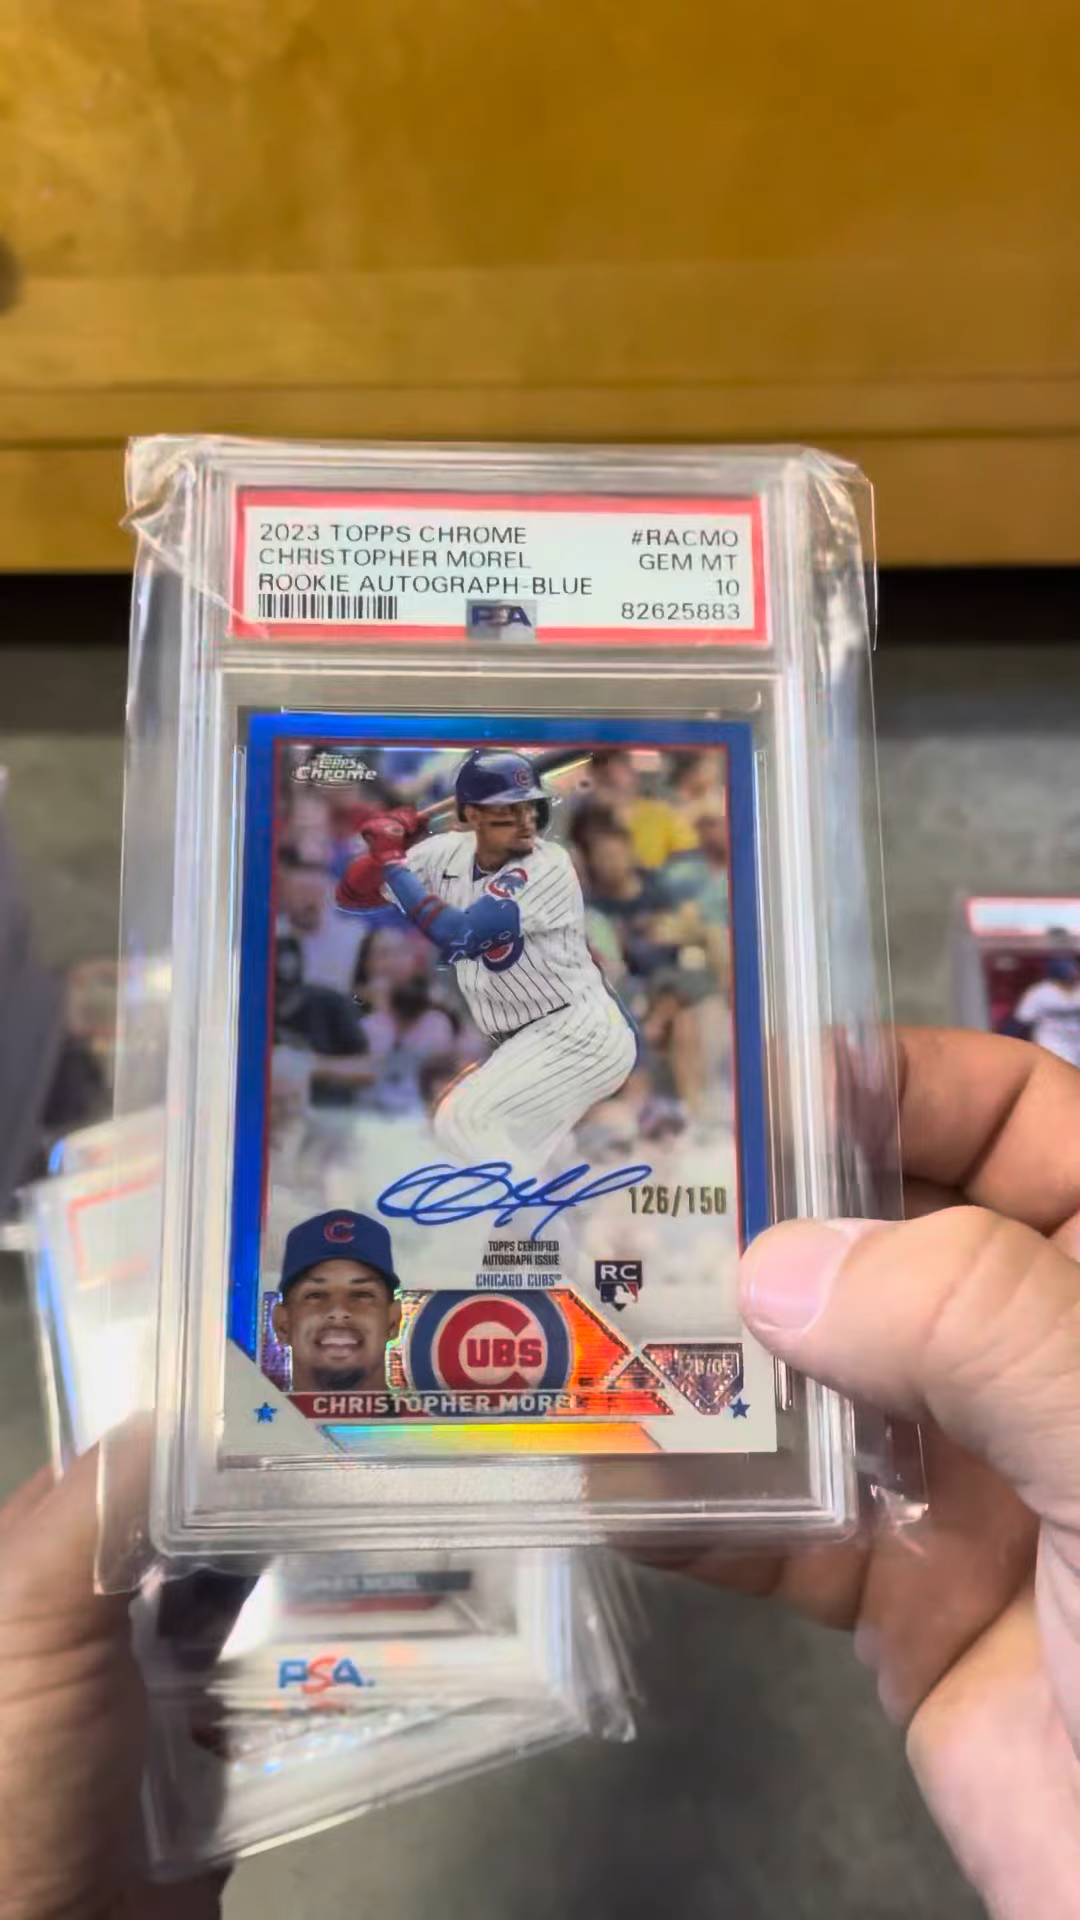 2023 TOPPS CHROME #RACMO
CHRISTOPHER MOREL GEM MT
ROOKIE AUTOGRAPH-BLUE 10
82625883
PSA
Topps
Chrome
126/150
TOPPS CERTIFIED
AUTOGRAPH ISSUE
CHICAGO CUBS®
RC
CUBS
CHRISTOPHER MOREL
PSA